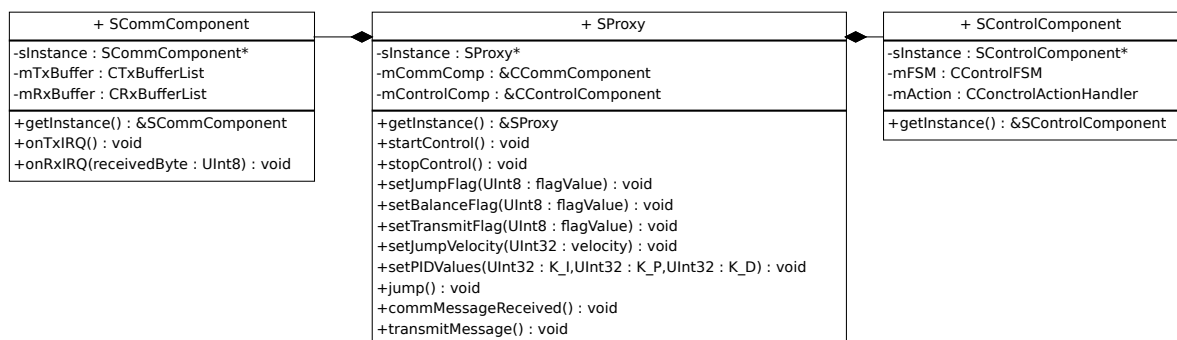 + SCommComponent
-sInstance : SCommComponent*
-mTxBuffer : CTxBufferList
-mRxBuffer : CRxBufferList
+getInstance() : &SCommComponent
+onTxIRQ() : void
+onRxIRQ(receivedByte : UInt8) : void
+ SProxy
-sInstance : SProxy*
-mCommComp : &CCommComponent
-mControlComp : &CControlComponent
+getInstance() : &SProxy
+startControl() : void
+stopControl() : void
+setJumpFlag(UInt8 : flagValue) : void
+setBalanceFlag(UInt8 : flagValue) : void
+setTransmitFlag(UInt8 : flagValue) : void
+setJumpVelocity(UInt32 : velocity) : void
+setPIDValues(UInt32 : K_I,UInt32 : K_P,UInt32 : K_D) : void
+jump() : void
+commMessageReceived() : void
+transmitMessage() : void
+ SControlComponent
-sInstance : SControlComponent*
-mFSM : CControlFSM
-mAction : CConctrolActionHandler
+getInstance() : &SControlComponent